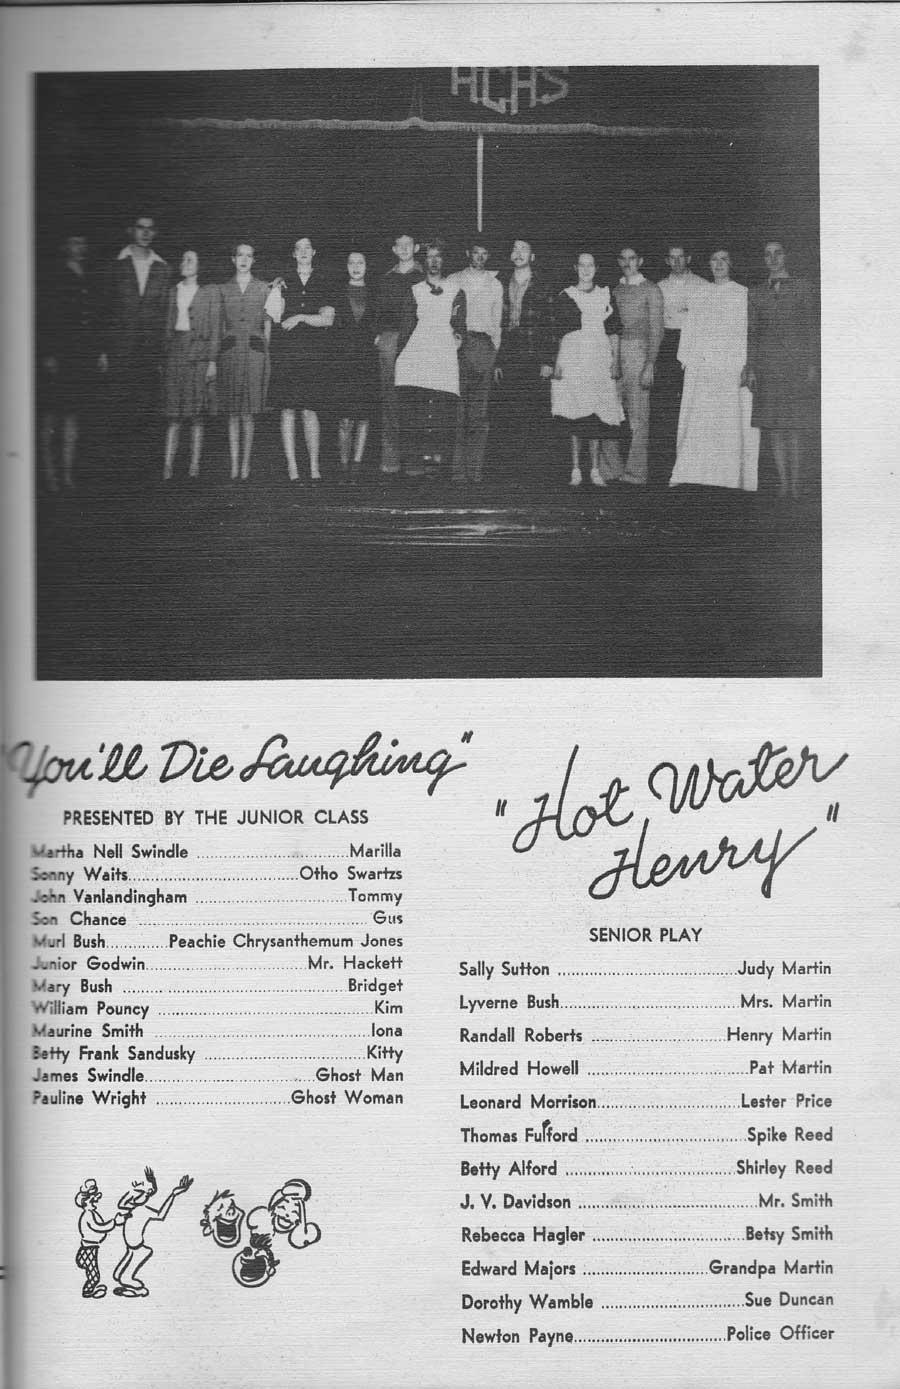 ACHS
"You'll Die Laughing"
PRESENTED BY THE JUNIOR CLASS
Martha Nell Swindle ........................ Marilla
Sonny Waits ........................ Otho Swartzs
John Vanlandingham ........................ Tommy
Son Chance ........................ Gus
Murl Bush ............ Peachie Chrysanthemum Jones
Junior Godwin ........................ Mr. Hackett
Mary Bush ........................ Bridget
William Pouncy ........................ Kim
Maurine Smith ........................ Iona
Betty Frank Sandusky ........................ Kitty
James Swindle ........................ Ghost Man
Pauline Wright ........................ Ghost Woman
"Hot Water
Henry"
SENIOR PLAY
Sally Sutton ........................ Judy Martin
Lyverne Bush ........................ Mrs. Martin
Randall Roberts ........................ Henry Martin
Mildred Howell ........................ Pat Martin
Leonard Morrison ........................ Lester Price
Thomas Fulford ........................ Spike Reed
Betty Alford ........................ Shirley Reed
J. V. Davidson ........................ Mr. Smith
Rebecca Hagler ........................ Betsy Smith
Edward Majors ........................ Grandpa Martin
Dorothy Wamble ........................ Sue Duncan
Newton Payne ........................ Police Officer